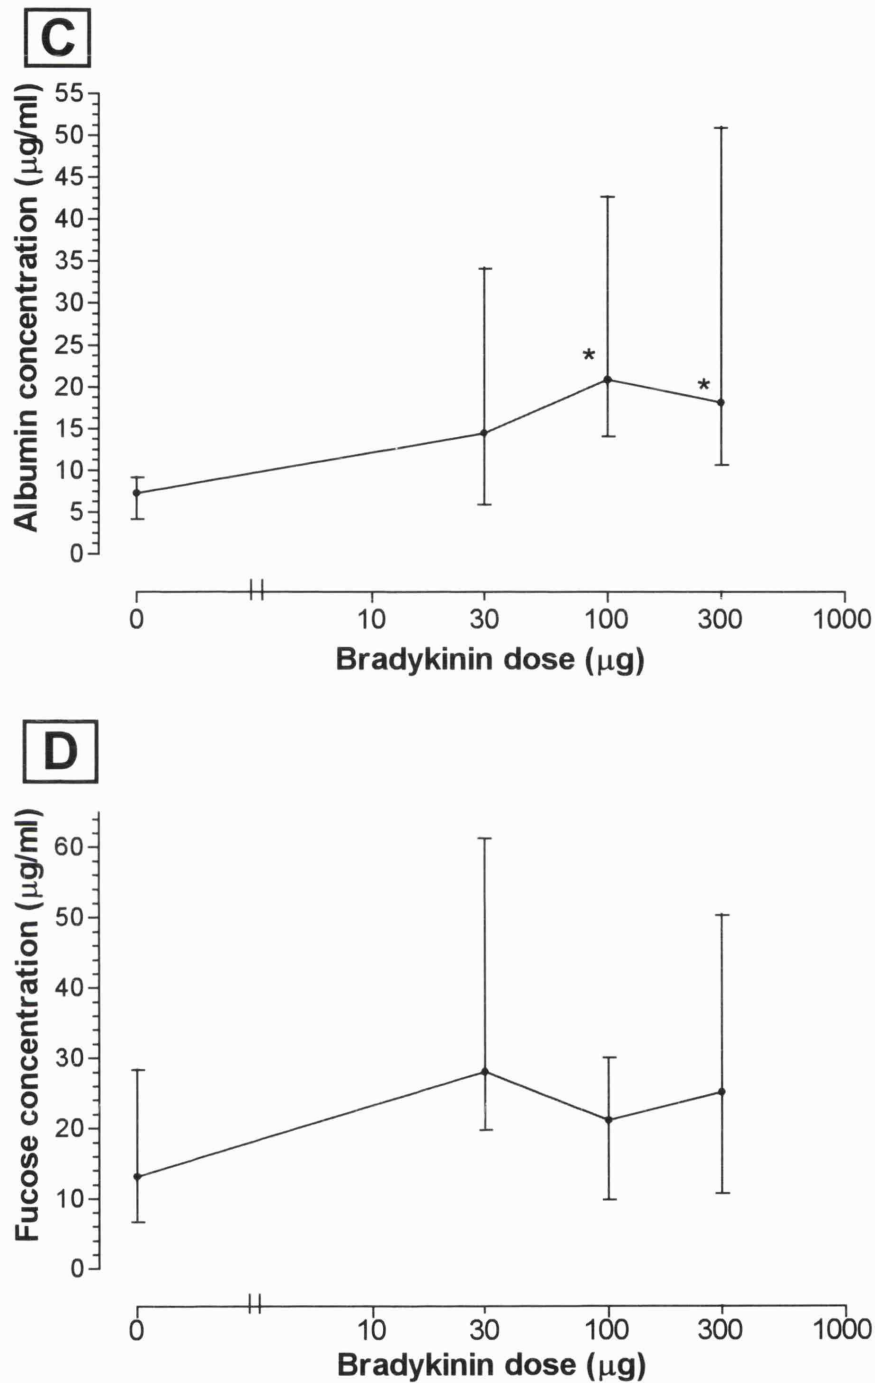 C
Albumin concentration (μg/ml)
55
50
45
40
35
30
25
20
15
10
5
0
*
*
0 10 30 100 300 1000
Bradykinin dose (μg)
D
Fucose concentration (μg/ml)
60
50
40
30
20
10
0
0 10 30 100 300 1000
Bradykinin dose (μg)